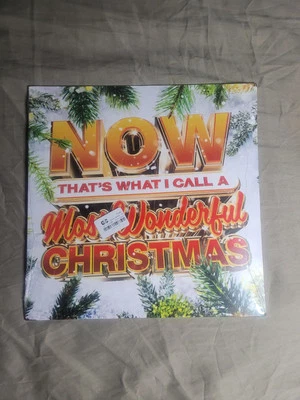 NOW
THAT'S WHAT I CALL A
Most Wonderful
CHRISTMAS